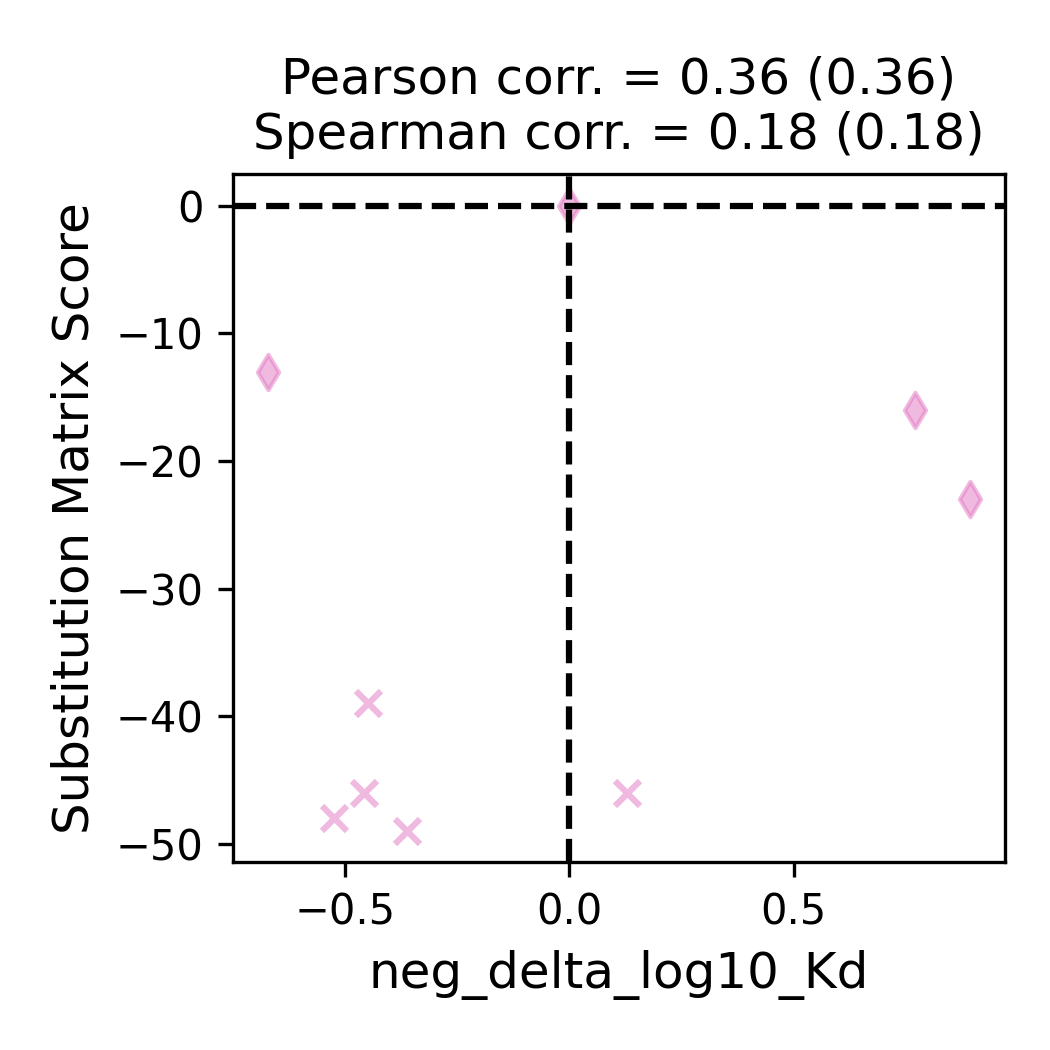 Pearson corr. = 0.36 (0.36)
Spearman corr. = 0.18 (0.18)
Substitution Matrix Score
0
−10
−20
−30
−40
−50
−0.5 0.0 0.5
neg_delta_log10_Kd